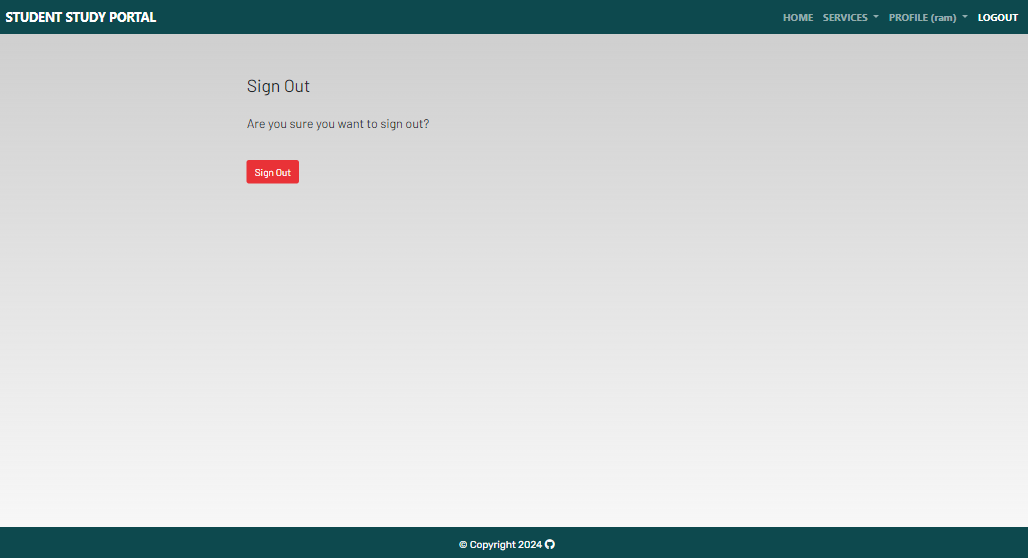 STUDENT STUDY PORTAL HOME SERVICES PROFILE (ram) LOGOUT
Sign Out
Are you sure you want to sign out?
Sign Out
© Copyright 2024